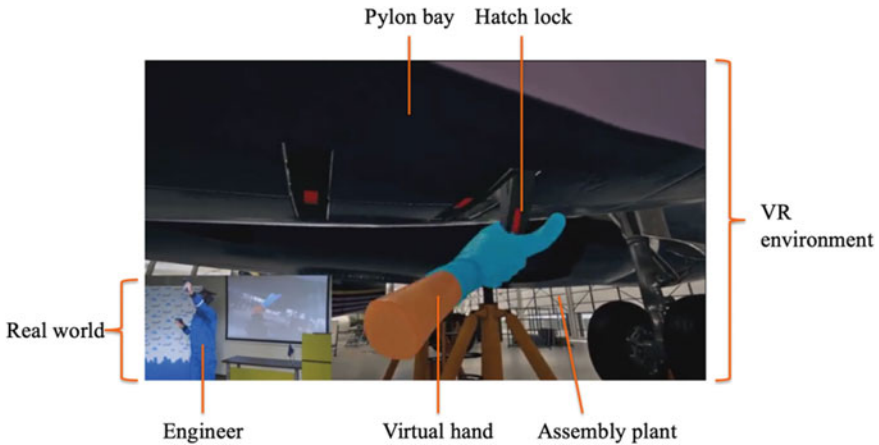 Pylon bay
Hatch lock
VR
environment
Real world
Engineer
Virtual hand
Assembly plant